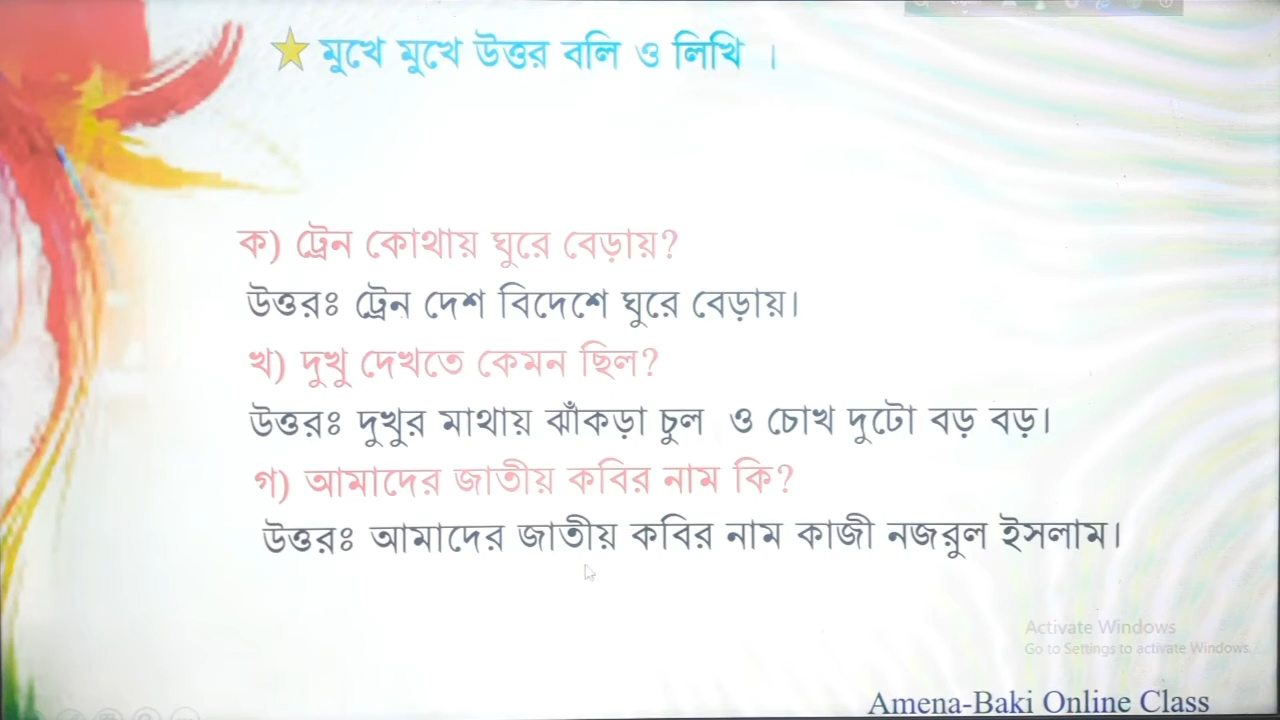 মুখে মুখে উত্তর বলি ও লিখি ।
ক) ট্রেন কোথায় ঘুরে বেড়ায়?
উত্তরঃ ট্রেন দেশ বিদেশে ঘুরে বেড়ায়।
খ) দুখু দেখতে কেমন ছিল?
উত্তরঃ দুখুর মাথায় ঝাঁকড়া চুল ও চোখ দুটো বড় বড়।
গ) আমাদের জাতীয় কবির নাম কি?
উত্তরঃ আমাদের জাতীয় কবির নাম কাজী নজরুল ইসলাম।
Activate Windows
Go to Settings to activate Windows.
Amena-Baki Online Class